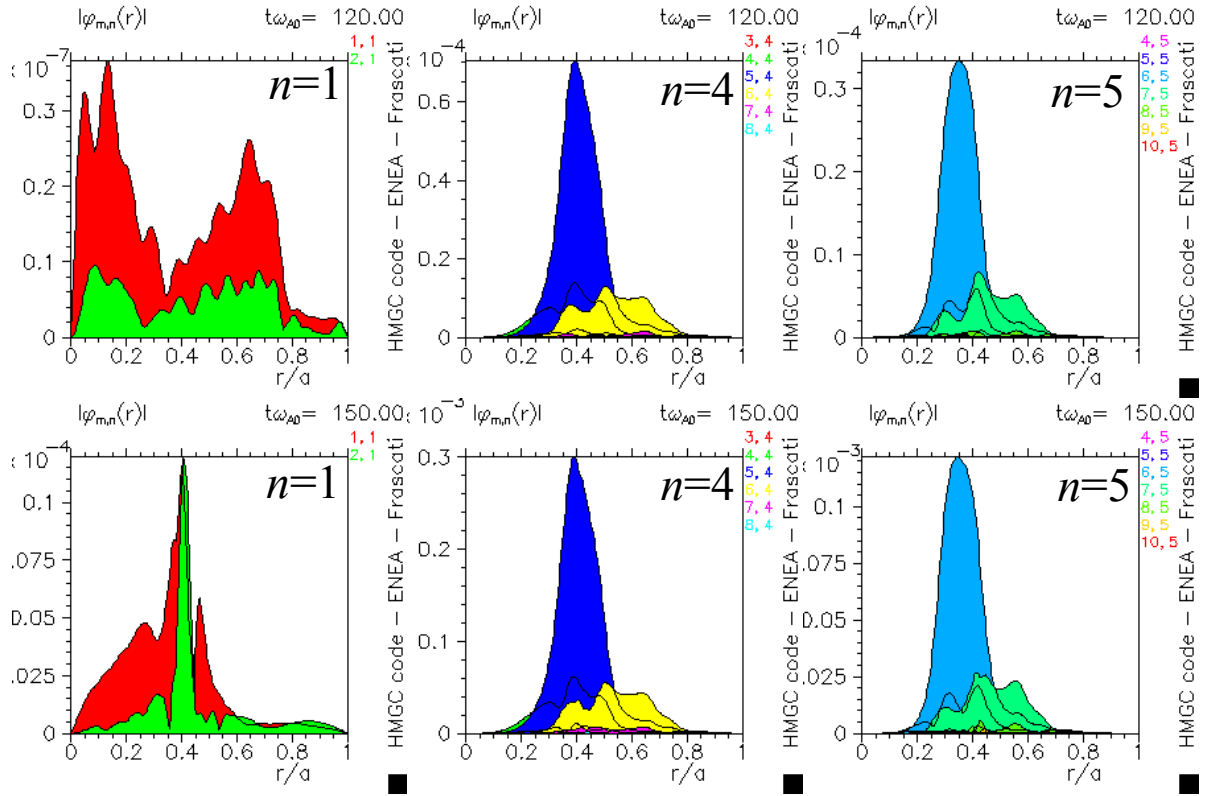 |φm,n(r)| tωA0= 120.00
1,1
2,1
10-7
n=1
0.3
0.2
0.1
0
0 0.2 0.4 0.6 0.8 1
r/a
HMGC code – ENEA – Frascati
|φm,n(r)| tωA0= 120.00
3,4
4,4
5,4
6,4
7,4
8,4
10-4
n=4
0.6
0.4
0.2
0
0 0.2 0.4 0.6 0.8 1
r/a
HMGC code – ENEA – Frascati
|φm,n(r)| tωA0= 120.00
4,5
5,5
6,5
7,5
8,5
9,5
10,5
10-4
n=5
0.3
0.2
0.1
0
0 0.2 0.4 0.6 0.8 1
r/a
HMGC code – ENEA – Frascati
|φm,n(r)| tωA0= 150.00
1,1
2,1
10-4
n=1
0.1
.075
0.05
.025
0
0 0.2 0.4 0.6 0.8 1
r/a
HMGC code – ENEA – Frascati
|φm,n(r)| tωA0= 150.00
3,4
4,4
5,4
6,4
7,4
8,4
10-3
n=4
0.3
0.2
0.1
0
0 0.2 0.4 0.6 0.8 1
r/a
HMGC code – ENEA – Frascati
|φm,n(r)| tωA0= 150.00
4,5
5,5
6,5
7,5
8,5
9,5
10,5
10-3
n=5
0.1
.075
0.05
.025
0
0 0.2 0.4 0.6 0.8 1
r/a
HMGC code – ENEA – Frascati